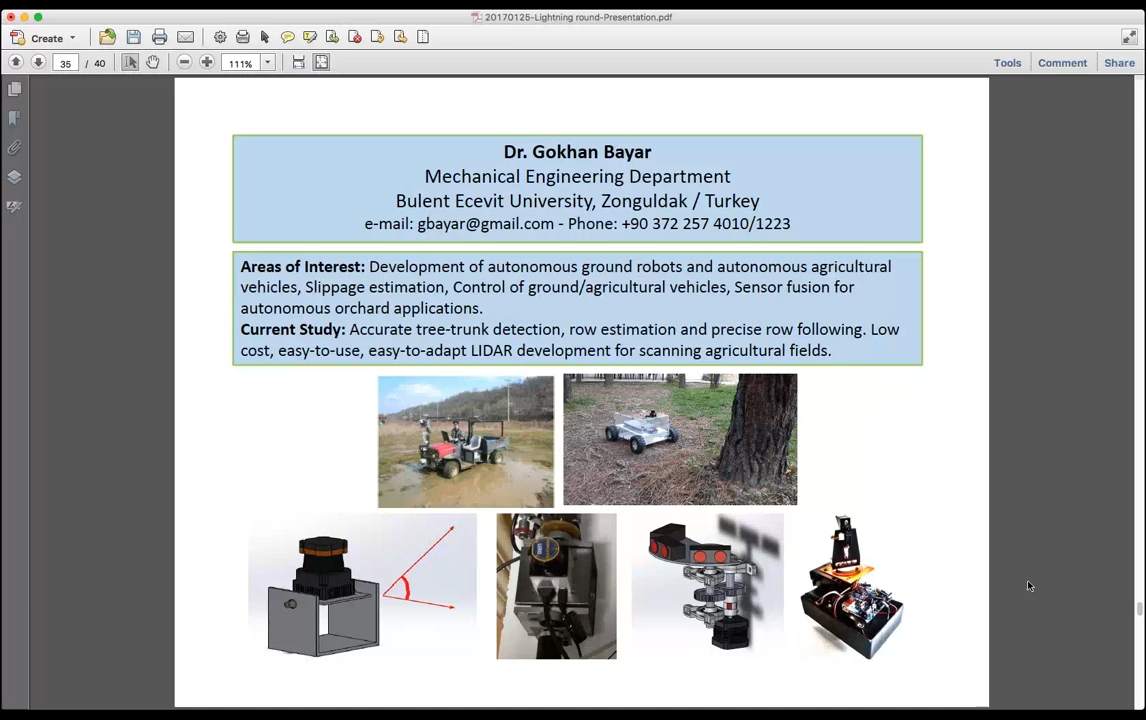 20170125-Lightning round-Presentation.pdf
Create
35 / 40
111%
Tools
Comment
Share
Dr. Gokhan Bayar
Mechanical Engineering Department
Bulent Ecevit University, Zonguldak / Turkey
e-mail: gbayar@gmail.com - Phone: +90 372 257 4010/1223
Areas of Interest: Development of autonomous ground robots and autonomous agricultural
vehicles, Slippage estimation, Control of ground/agricultural vehicles, Sensor fusion for
autonomous orchard applications.
Current Study: Accurate tree-trunk detection, row estimation and precise row following. Low
cost, easy-to-use, easy-to-adapt LIDAR development for scanning agricultural fields.